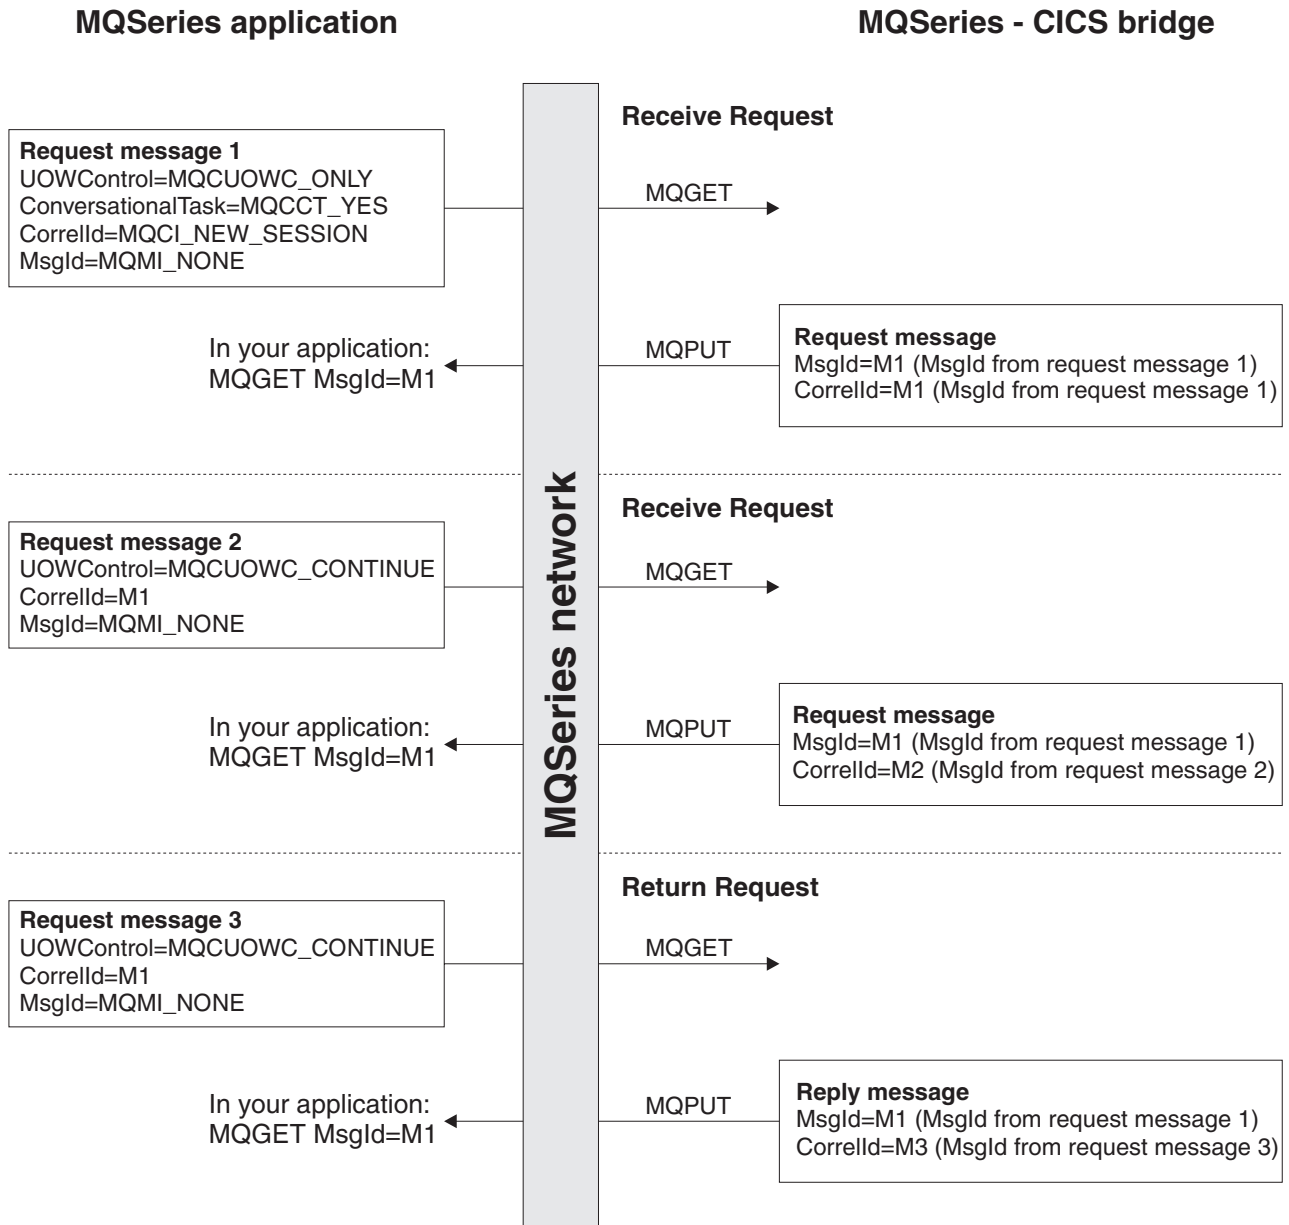 MQSeries application
MQSeries - CICS bridge
Receive Request
Request message 1
UOWControl=MQCUOWC_ONLY
ConversationalTask=MQCCT_YES
CorrelId=MQCI_NEW_SESSION
MsgId=MQMI_NONE
MQGET
In your application:
MQGET MsgId=M1
MQPUT
Request message
MsgId=M1 (MsgId from request message 1)
CorrelId=M1 (MsgId from request message 1)
MQSeries network
Receive Request
Request message 2
UOWControl=MQCUOWC_CONTINUE
CorrelId=M1
MsgId=MQMI_NONE
MQGET
In your application:
MQGET MsgId=M1
MQPUT
Request message
MsgId=M1 (MsgId from request message 1)
CorrelId=M2 (MsgId from request message 2)
Return Request
Request message 3
UOWControl=MQCUOWC_CONTINUE
CorrelId=M1
MsgId=MQMI_NONE
MQGET
In your application:
MQGET MsgId=M1
MQPUT
Reply message
MsgId=M1 (MsgId from request message 1)
CorrelId=M3 (MsgId from request message 3)